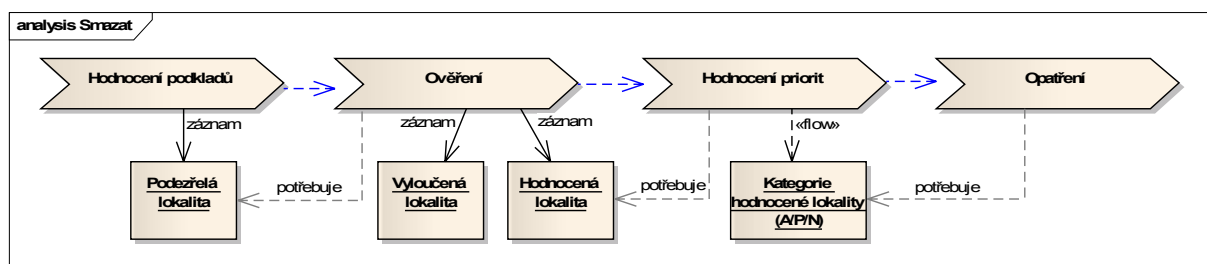 analysis Smazat
Hodnocení podkladů
Ověření
Hodnocení priorit
Opatření
záznam
záznam
záznam
«flow»
Podezřelá
lokalita
potřebuje
Vyloučená
lokalita
Hodnocená
lokalita
potřebuje
Kategorie
hodnocené lokality
(A/P/N)
potřebuje